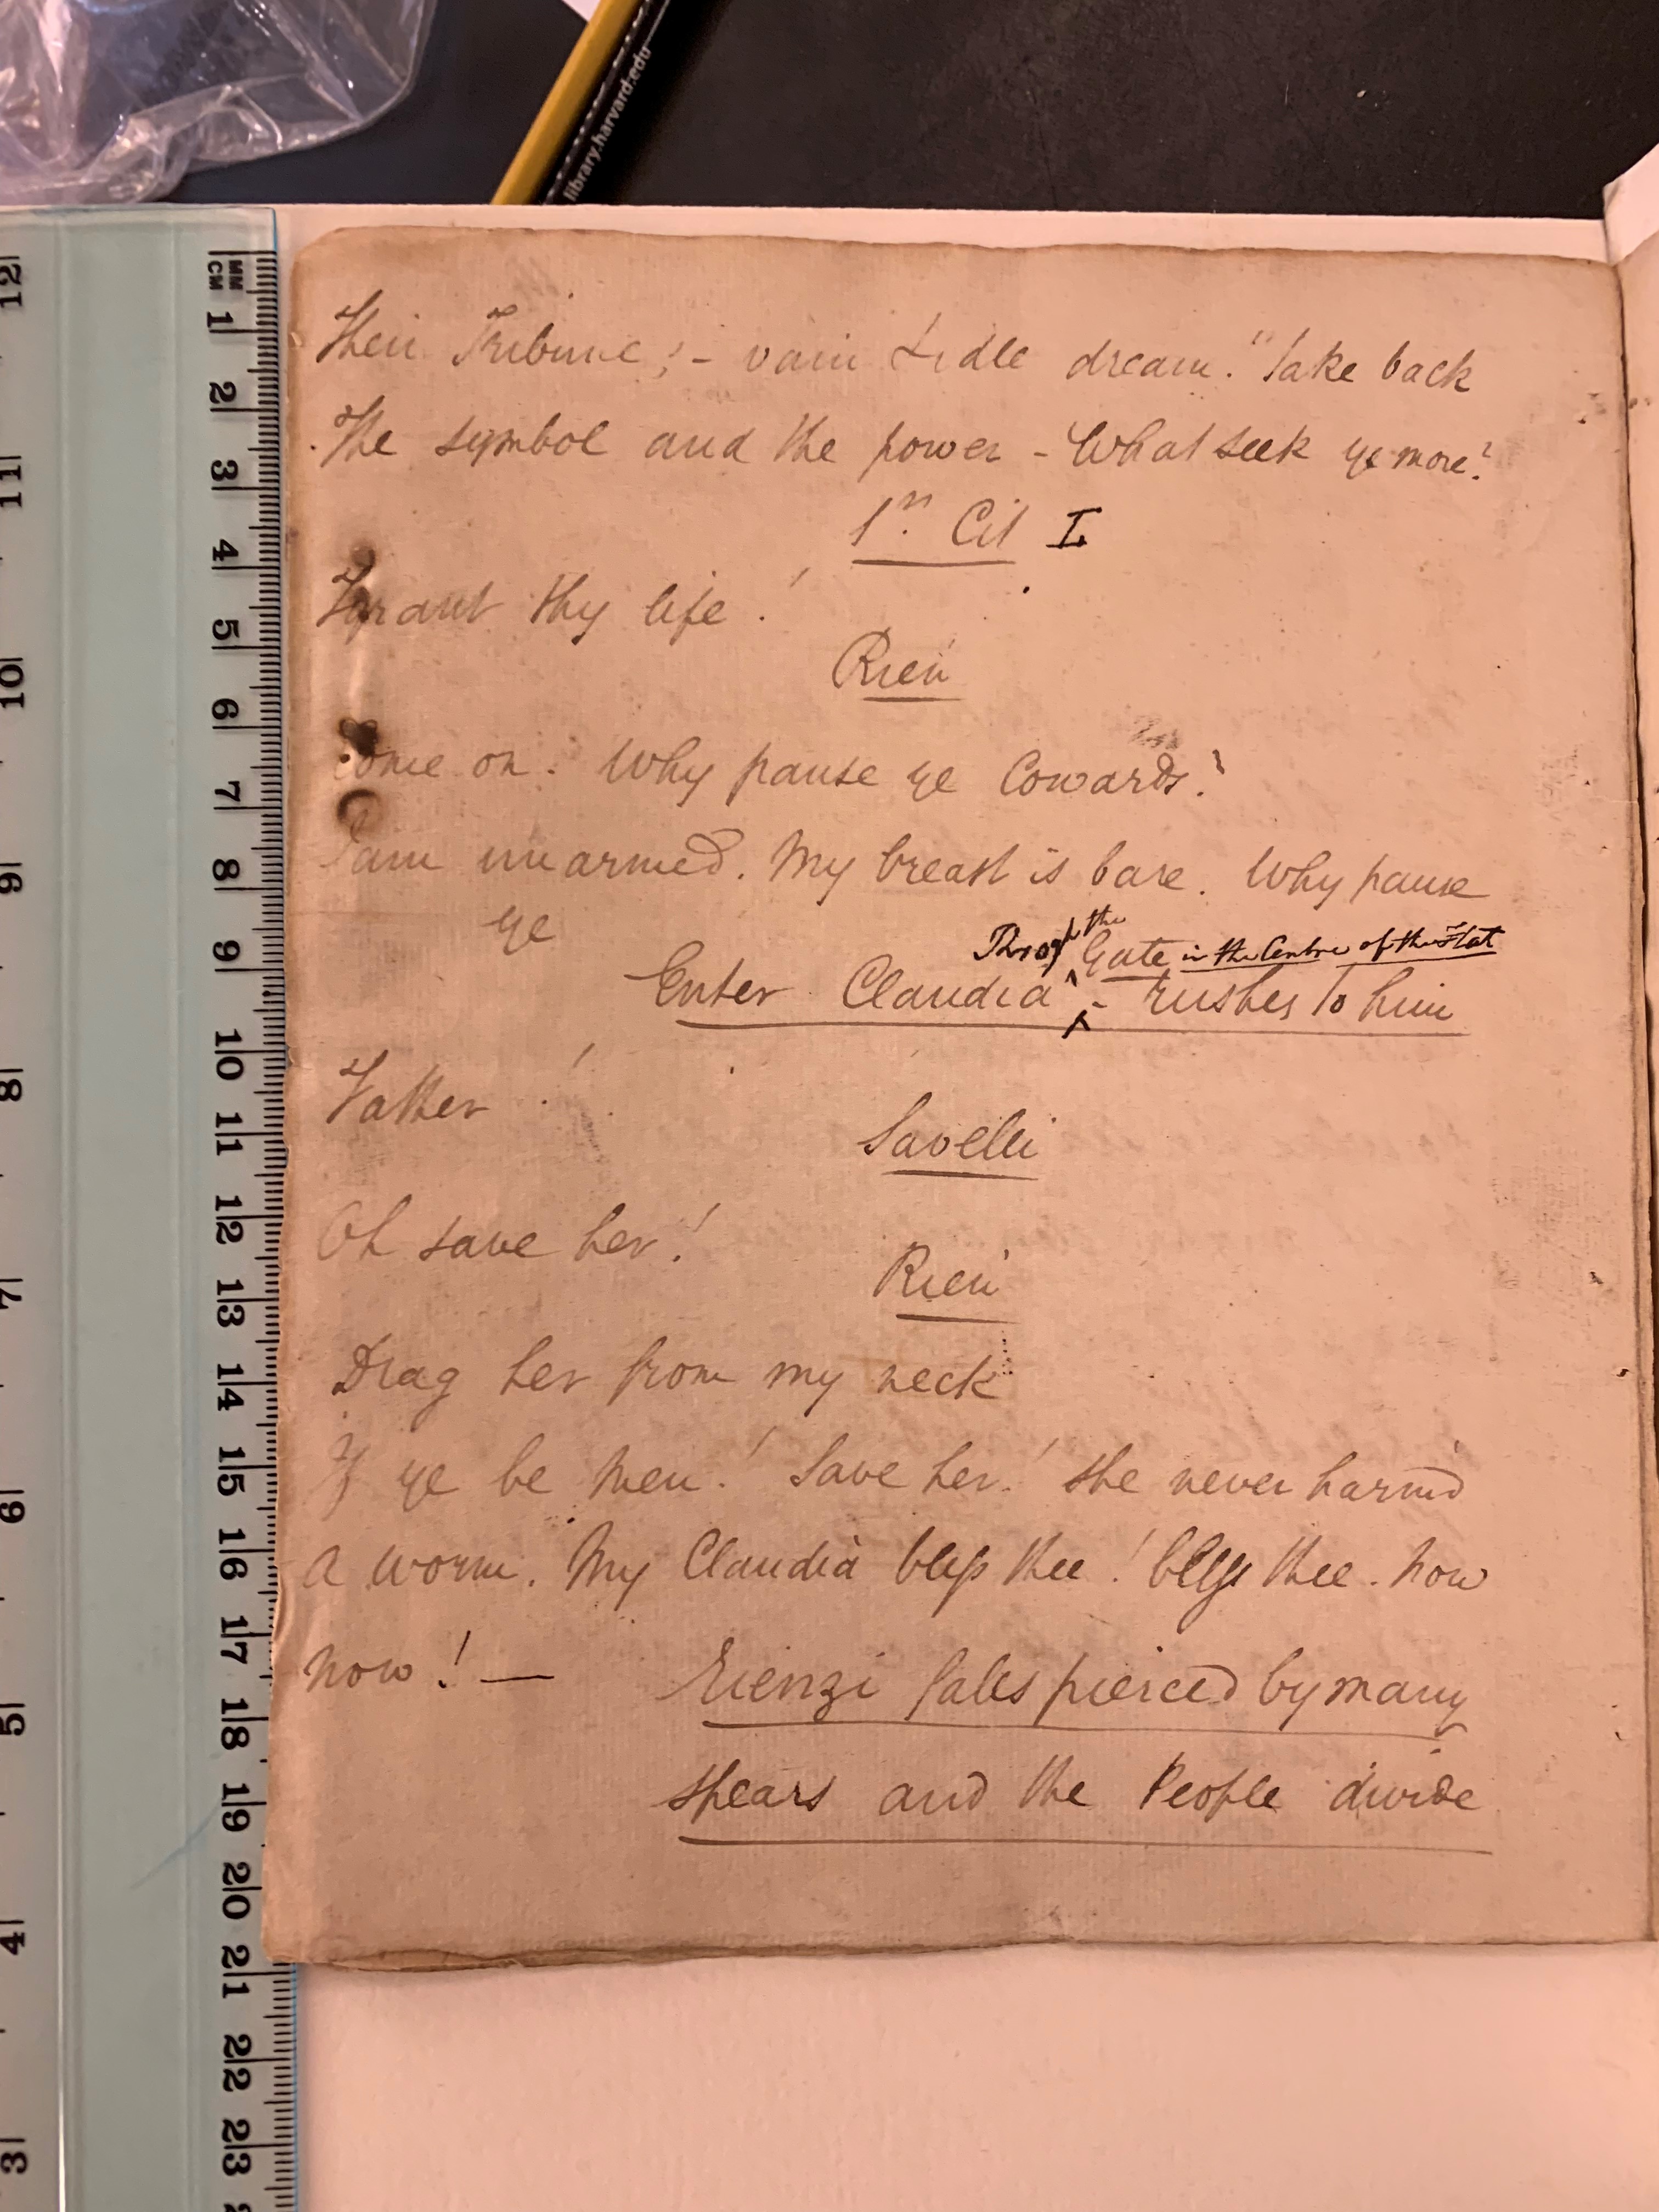 library.harvard.edu
MM
CM
1 2 3 4 5 6 7 8 9 10 11 12 13 14 15 16 17 18 19 20 21 22 23
12 11 10 9 8 7 6 5 4 3
Their Tribune; – vain & idle dream. Take back
The symbol and the power – What seek ye more?
1st. Cit L
Tyrant thy life!
Rien
Come on. Why pause ye Cowards?
I am unarmed. My breast is bare. Why pause
ye
Thro' the Gate in the Centre of the Flat
Enter Claudia – rushes to him
Father!
Savelli
Oh save her!
Rien
Drag her from my neck
If ye be Men! Save her! she never harm'd
A worm. My Claudia bless thee! bless thee. now
now! —
Rienzi falls pierced by many
spears and the People divide